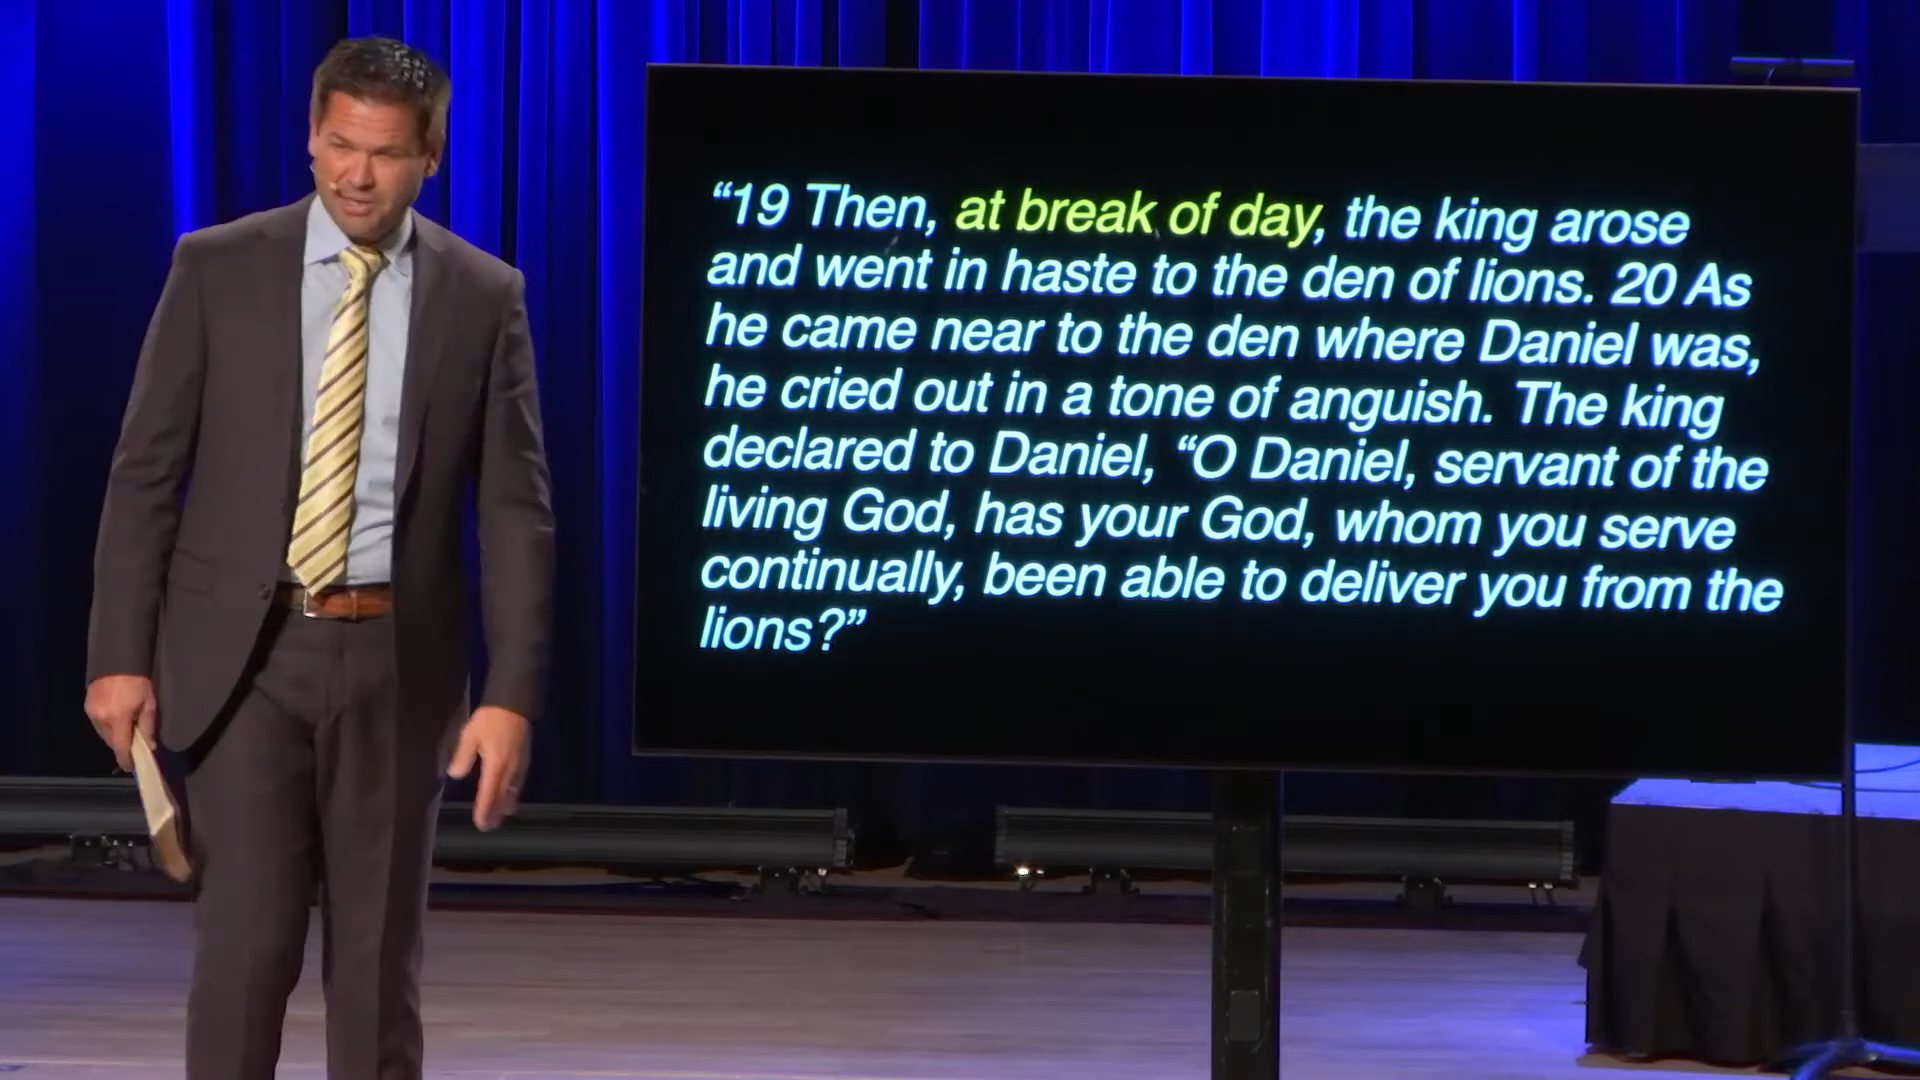 “19 Then, at break of day, the king arose
and went in haste to the den of lions. 20 As
he came near to the den where Daniel was,
he cried out in a tone of anguish. The king
declared to Daniel, “O Daniel, servant of the
living God, has your God, whom you serve
continually, been able to deliver you from the
lions?”